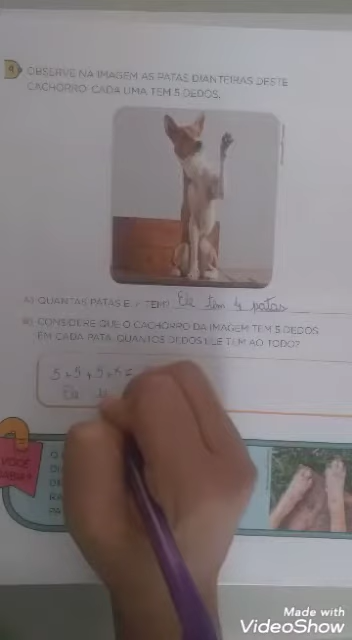 4 OBSERVE NA IMAGEM AS PATAS DIANTEIRAS DESTE
CACHORRO. CADA UMA TEM 5 DEDOS.
A) QUANTAS PATAS ELE TEM? Ele tem 4 patas
B) CONSIDERE QUE O CACHORRO DA IMAGEM TEM 5 DEDOS
EM CADA PATA. QUANTOS DEDOS ELE TEM AO TODO?
5+5+5+5=
VOCÊ
SABIA?
Made with
VideoShow